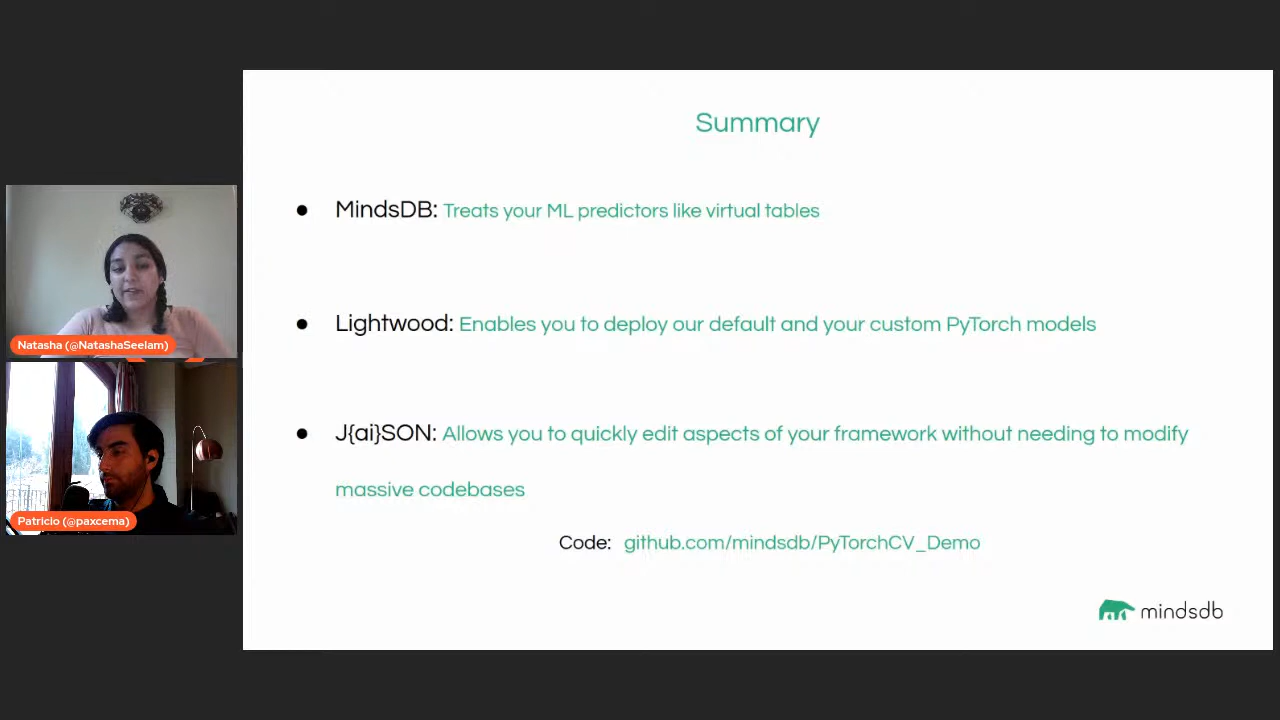 Summary
● MindsDB: Treats your ML predictors like virtual tables
● Lightwood: Enables you to deploy our default and your custom PyTorch models
● J{ai}SON: Allows you to quickly edit aspects of your framework without needing to modify
massive codebases
Code: github.com/mindsdb/PyTorchCV_Demo
mindsdb
Natasha (@NatashaSeelam)
Patricio (@paxcema)